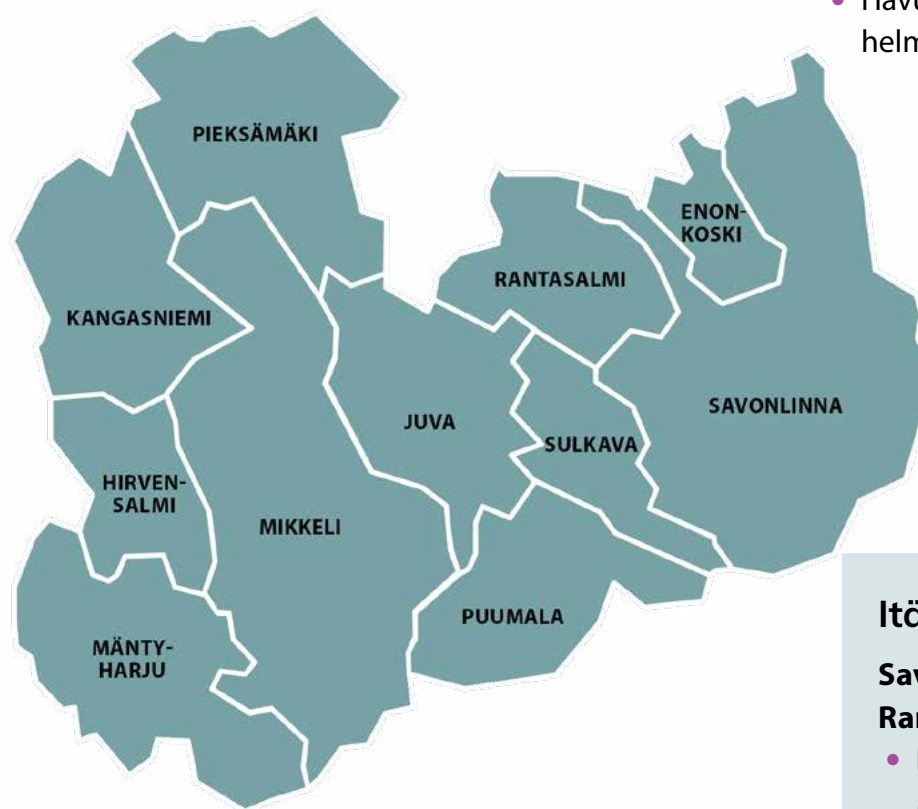 PIEKSÄMÄKI
ENON-
KOSKI
RANTASALMI
KANGASNIEMI
SAVONLINNA
JUVA
SULKAVA
HIRVEN-
SALMI
MIKKELI
PUUMALA
MÄNTY-
HARJU